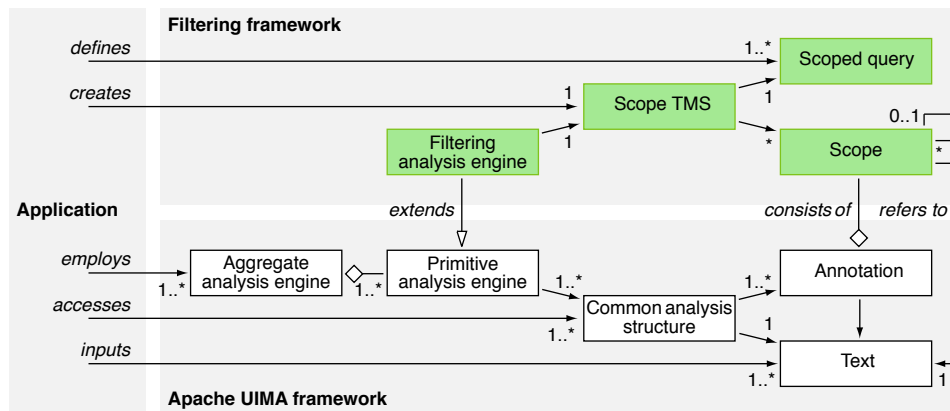 Filtering framework
defines
1..*
Scoped query
creates
1
Scope TMS
1
0..1
Filtering
analysis engine
1
*
Scope
*
Application
extends
consists of
refers to
employs
1..*
Aggregate
analysis engine
1..*
Primitive
analysis engine
1..*
1..*
Annotation
accesses
1..*
Common analysis
structure
1
inputs
1..*
Text
1
Apache UIMA framework